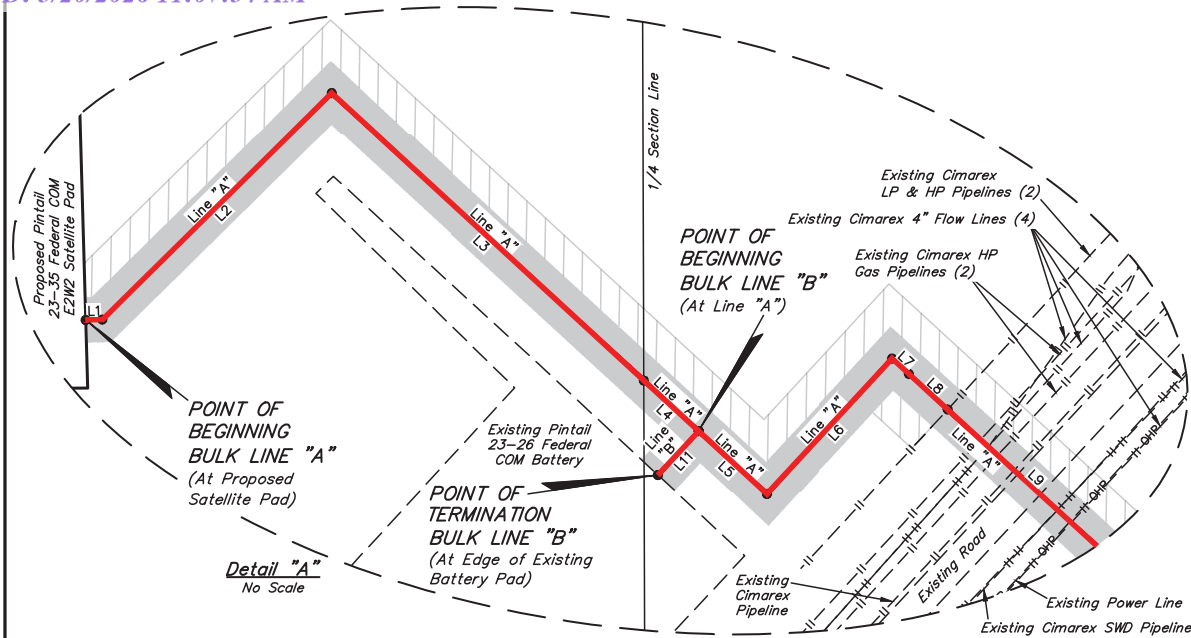 Proposed Pintail
23-35 Federal COM
E2W2 Satellite Pad
L1
Line "A"
L2
Line "A"
L3
1/4 Section Line
Existing Cimarex
LP & HP Pipelines (2)
Existing Cimarex 4" Flow Lines (4)
Existing Cimarex HP
Gas Pipelines (2)
POINT OF
BEGINNING
BULK LINE "B"
(At Line "A")
Line "A"
L4
Line
"B"
L11
Line "A"
L5
Line "A"
L6
L7
L8
Line "A"
L9
POINT OF
BEGINNING
BULK LINE "A"
(At Proposed
Satellite Pad)
Existing Pintail
23-26 Federal
COM Battery
POINT OF
TERMINATION
BULK LINE "B"
(At Edge of Existing
Battery Pad)
Detail "A"
No Scale
Existing
Cimarex
Pipeline
Existing Road
OHP
OHP
OHP
Existing Power Line
Existing Cimarex SWD Pipeline